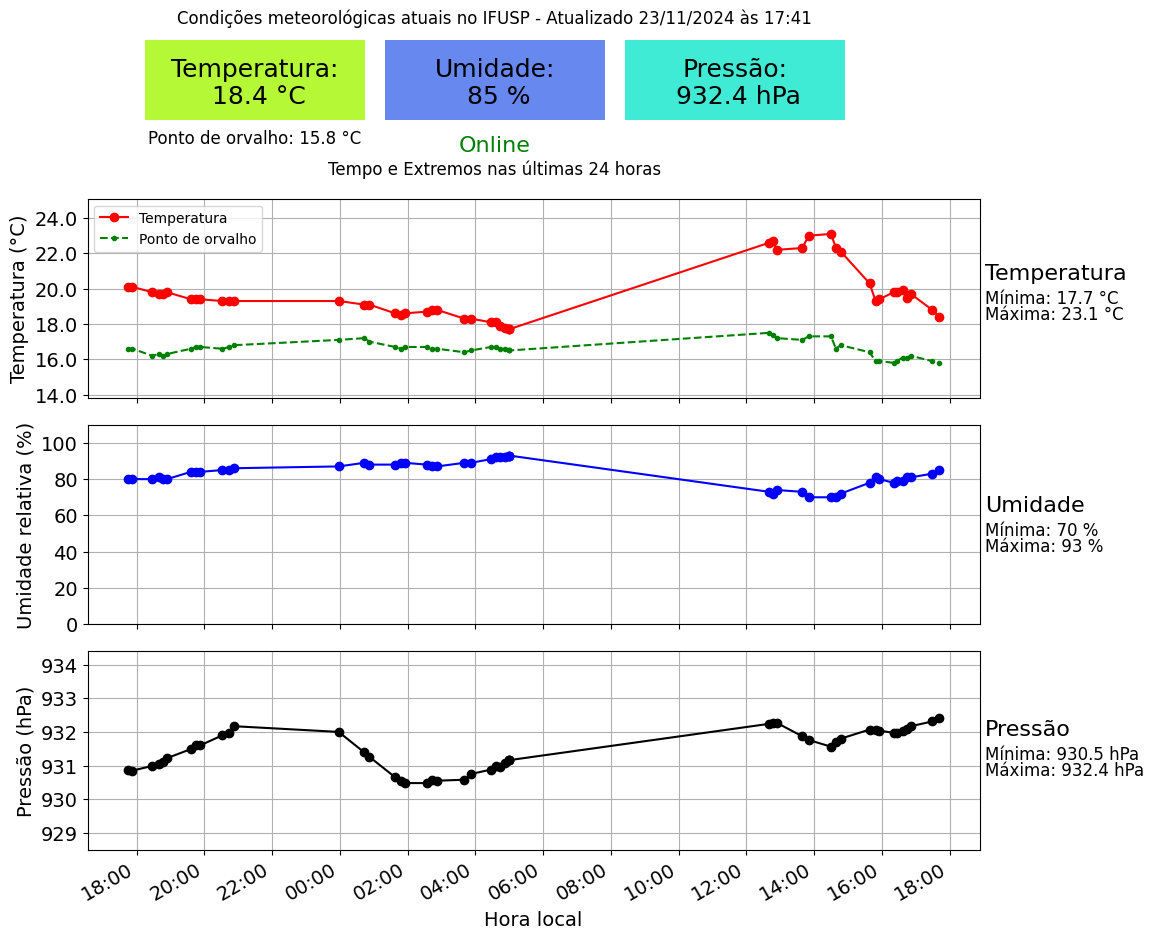 Condições meteorológicas atuais no IFUSP - Atualizado 23/11/2024 às 17:41
Temperatura:
18.4 °C
Umidade:
85 %
Pressão:
932.4 hPa
Ponto de orvalho: 15.8 °C
Online
Tempo e Extremos nas últimas 24 horas
Temperatura (°C)
24.0
22.0
20.0
18.0
16.0
14.0
Temperatura
Ponto de orvalho
Temperatura
Mínima: 17.7 °C
Máxima: 23.1 °C
Umidade relativa (%)
100
80
60
40
20
0
Umidade
Mínima: 70 %
Máxima: 93 %
Pressão (hPa)
934
933
932
931
930
929
Pressão
Mínima: 930.5 hPa
Máxima: 932.4 hPa
18:00
20:00
22:00
00:00
02:00
04:00
06:00
08:00
10:00
12:00
14:00
16:00
18:00
Hora local